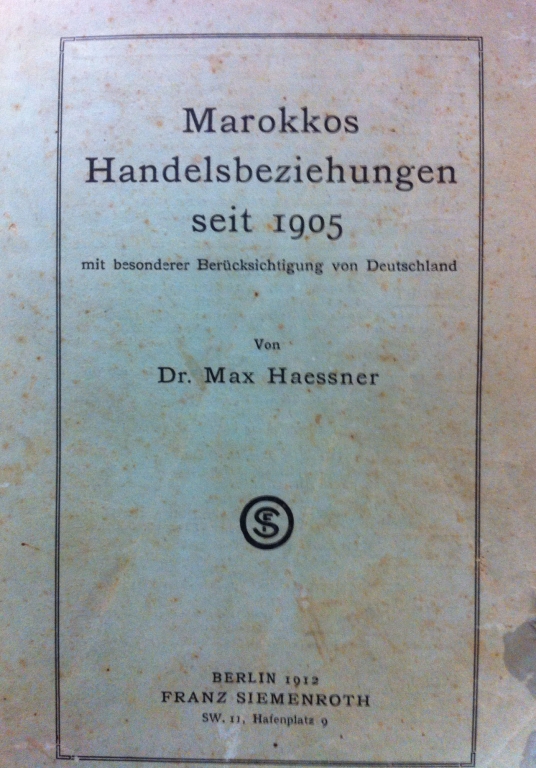 Marokkos
Handelsbeziehungen
seit 1905
mit besonderer Berücksichtigung von Deutschland
Von
Dr. Max Haessner
FS
BERLIN 1912
FRANZ SIEMENROTH
SW. 11, Hafenplatz 9